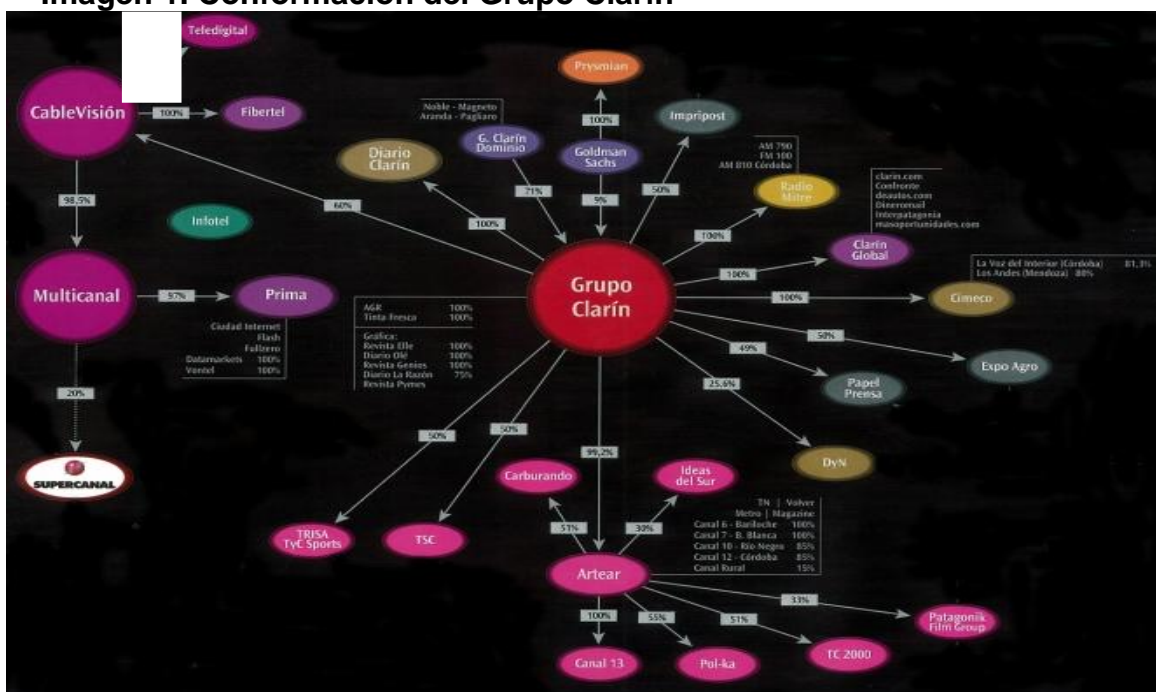 Imagen 1. Conformación del Grupo Clarín
Teledigital
CableVisión
100%
Fibertel
98,5%
Infotel
Multicanal
97%
Prima
Ciudad Internet
Flash
Fullzero
Datamarkets 100%
Vontel 100%
20%
SUPERCANAL
60%
Diario
Clarín
100%
Noble - Magneto
Aranda - Pagliaro
G. Clarín
Dominio
71%
Prysmian
100%
Goldman
Sachs
9%
Impripost
50%
AM 790
FM 100
AM 810 Córdoba
Radio
Mitre
100%
clarin.com
Confronte
deautos.com
Dineromail
Interpatagonia
masoportunidades.com
Clarín
Global
100%
La Voz del Interior (Córdoba) 81,3%
Los Andes (Mendoza) 80%
Cimeco
100%
Grupo
Clarín
50%
Expo Agro
49%
Papel
Prensa
25.6%
DyN
AGR 100%
Tinta Fresca 100%
Gráfica:
Revista Elle 100%
Diario Olé 100%
Revista Genios 100%
Diario La Razón 75%
Revista Pymes
50%
TRISA
TyC Sports
50%
TSC
99,2%
Carburando
51%
Ideas
del Sur
30%
TN | Volver
Metro | Magazine
Canal 6 - Bariloche 100%
Canal 7 - B. Blanca 100%
Canal 10 - Río Negro 85%
Canal 12 - Córdoba 85%
Canal Rural 15%
Artear
100%
Canal 13
55%
Pol-ka
51%
TC 2000
33%
Patagonik
Film Group